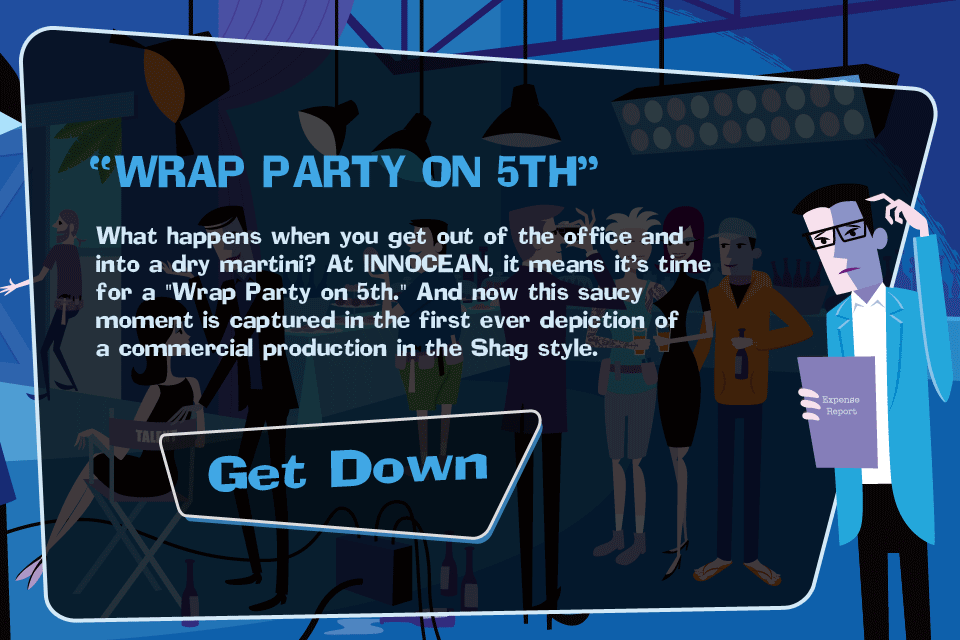 “WRAP PARTY ON 5TH”
What happens when you get out of the office and
into a dry martini? At INNOCEAN, it means it’s time
for a "Wrap Party on 5th." And now this saucy
moment is captured in the first ever depiction of
a commercial production in the Shag style.
Expense
Report
TALENT
Get Down